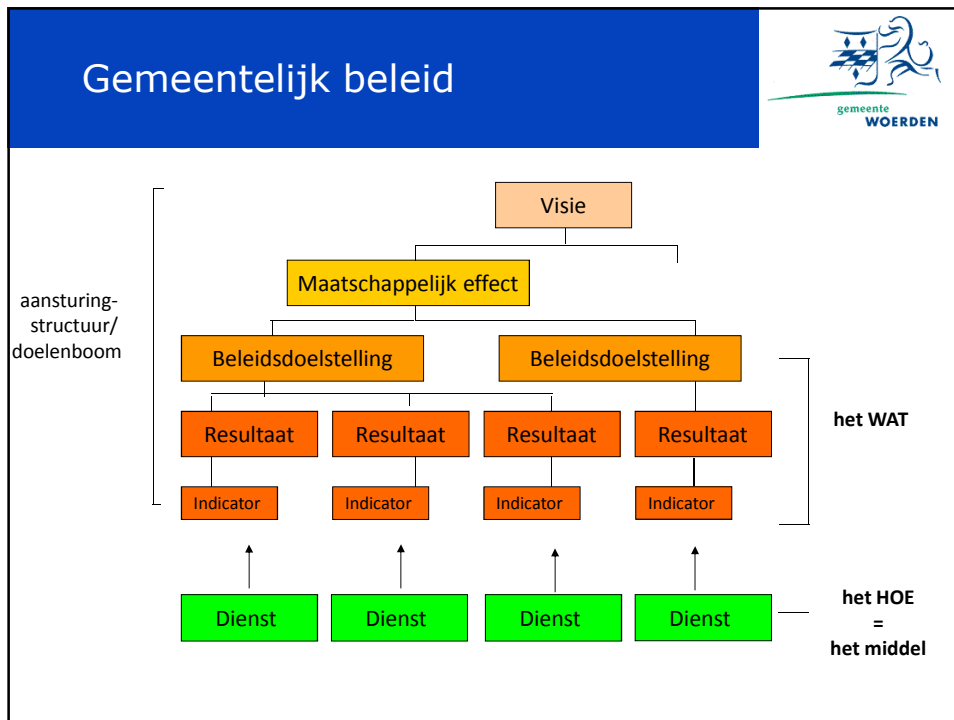 Gemeentelijk beleid
gemeente
WOERDEN
Visie
Maatschappelijk effect
aansturing-
structuur/
doelenboom
Beleidsdoelstelling
Beleidsdoelstelling
het WAT
Resultaat
Resultaat
Resultaat
Resultaat
Indicator
Indicator
Indicator
Indicator
Dienst
Dienst
Dienst
Dienst
het HOE
=
het middel